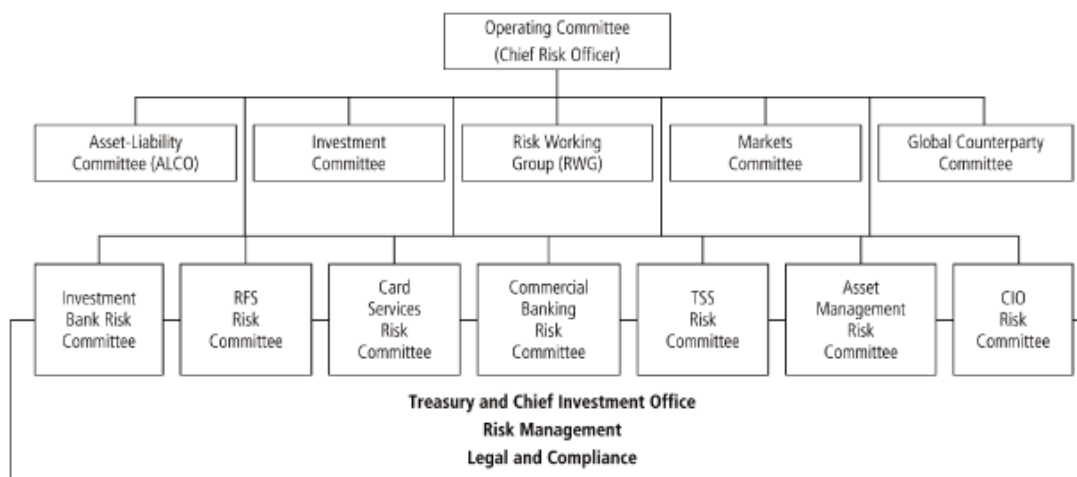 Operating Committee
(Chief Risk Officer)
Asset-Liability
Committee (ALCO)
Investment
Committee
Risk Working
Group (RWG)
Markets
Committee
Global Counterparty
Committee
Investment
Bank Risk
Committee
RFS
Risk
Committee
Card
Services
Risk
Committee
Commercial
Banking
Risk
Committee
TSS
Risk
Committee
Asset
Management
Risk
Committee
CIO
Risk
Committee
Treasury and Chief Investment Office
Risk Management
Legal and Compliance